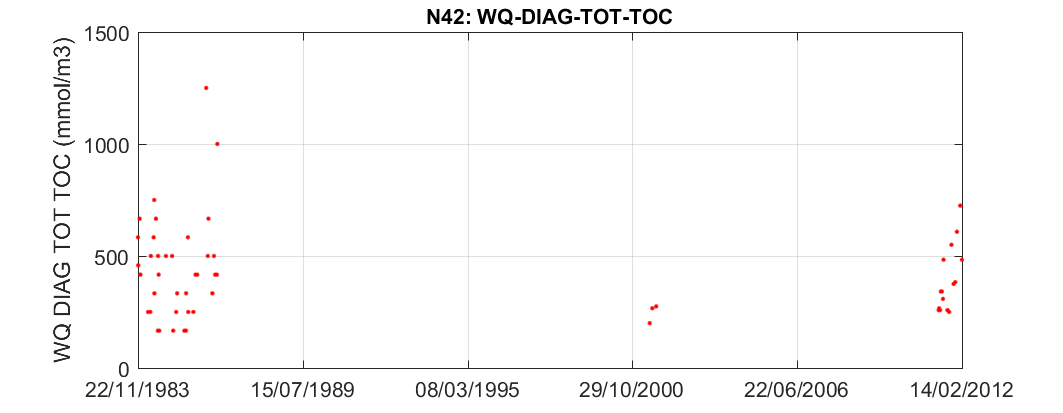 N42: WQ-DIAG-TOT-TOC
WQ DIAG TOT TOC (mmol/m3)
1500
1000
500
0
22/11/1983 15/07/1989 08/03/1995 29/10/2000 22/06/2006 14/02/2012